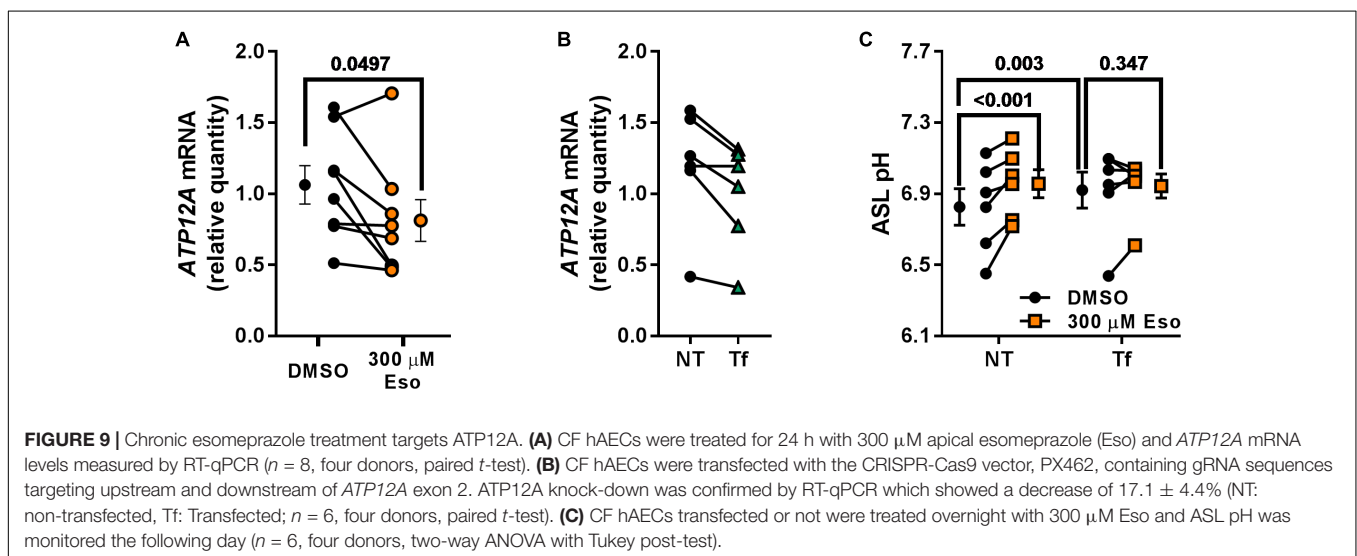 A
B
C
2.0
1.5
1.0
0.5
0.0
ATP12A mRNA
(relative quantity)
0.0497
DMSO
300 μM
Eso
2.0
1.5
1.0
0.5
0.0
ATP12A mRNA
(relative quantity)
NT
Tf
7.7
7.3
6.9
6.5
6.1
ASL pH
0.003
0.347
<0.001
DMSO
300 μM Eso
NT
Tf
FIGURE 9 | Chronic esomeprazole treatment targets ATP12A. (A) CF hAECs were treated for 24 h with 300 μM apical esomeprazole (Eso) and ATP12A mRNA
levels measured by RT-qPCR (n = 8, four donors, paired t-test). (B) CF hAECs were transfected with the CRISPR-Cas9 vector, PX462, containing gRNA sequences
targeting upstream and downstream of ATP12A exon 2. ATP12A knock-down was confirmed by RT-qPCR which showed a decrease of 17.1 ± 4.4% (NT:
non-transfected, Tf: Transfected; n = 6, four donors, paired t-test). (C) CF hAECs transfected or not were treated overnight with 300 μM Eso and ASL pH was
monitored the following day (n = 6, four donors, two-way ANOVA with Tukey post-test).